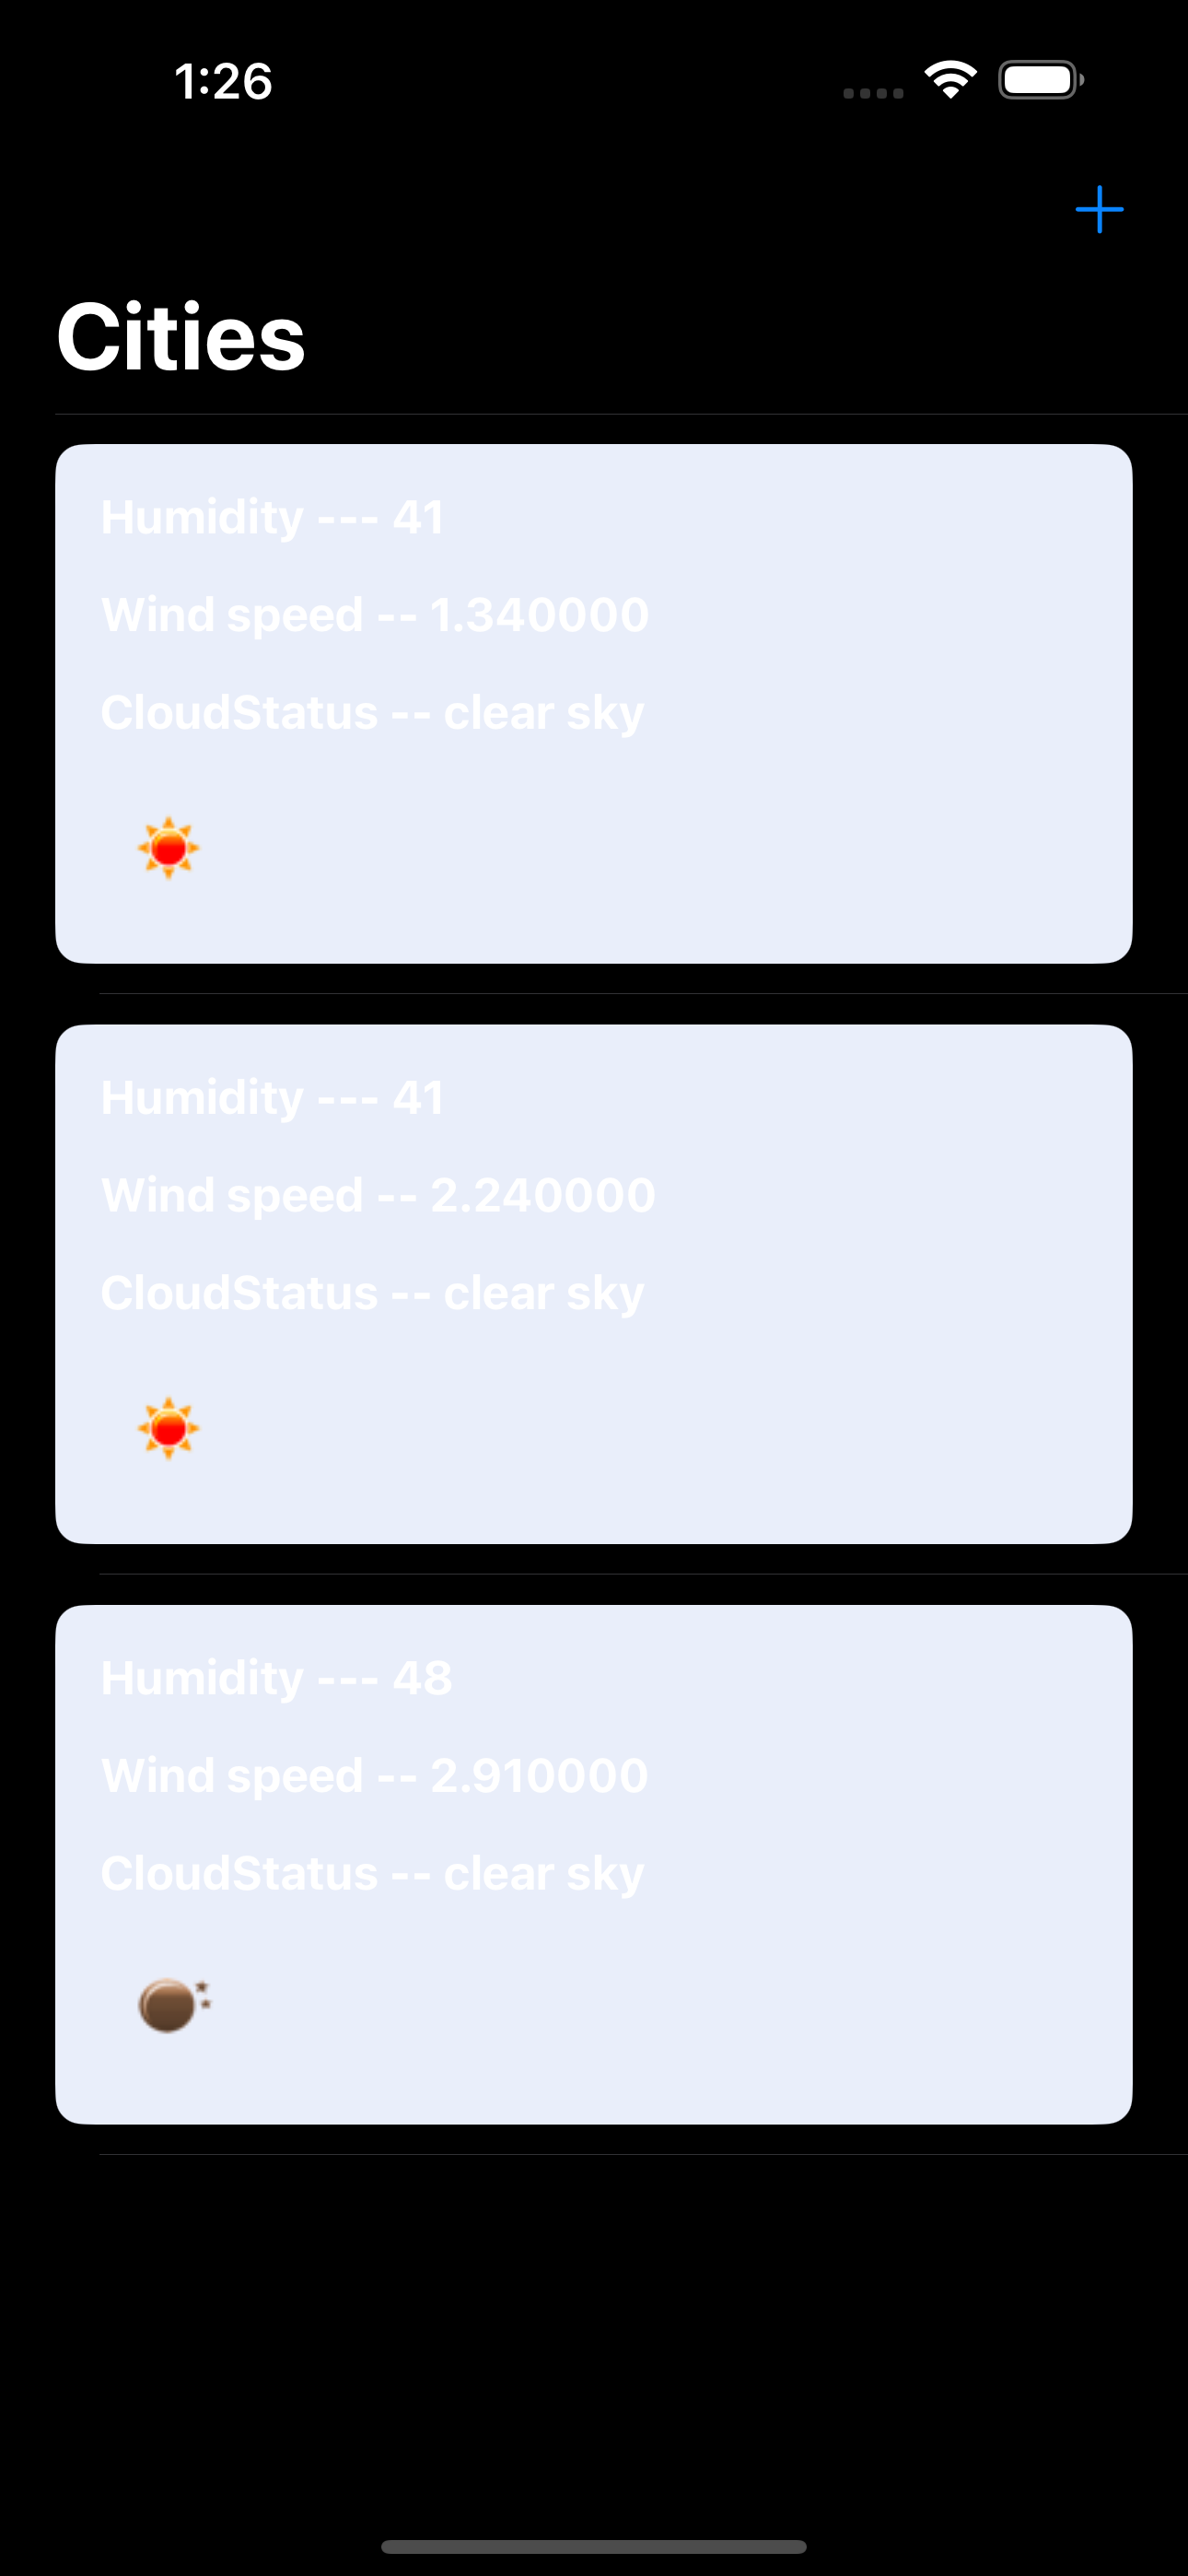 1:26
Cities
Humidity --- 41
Wind speed -- 1.340000
CloudStatus -- clear sky
Humidity --- 41
Wind speed -- 2.240000
CloudStatus -- clear sky
Humidity --- 48
Wind speed -- 2.910000
CloudStatus -- clear sky